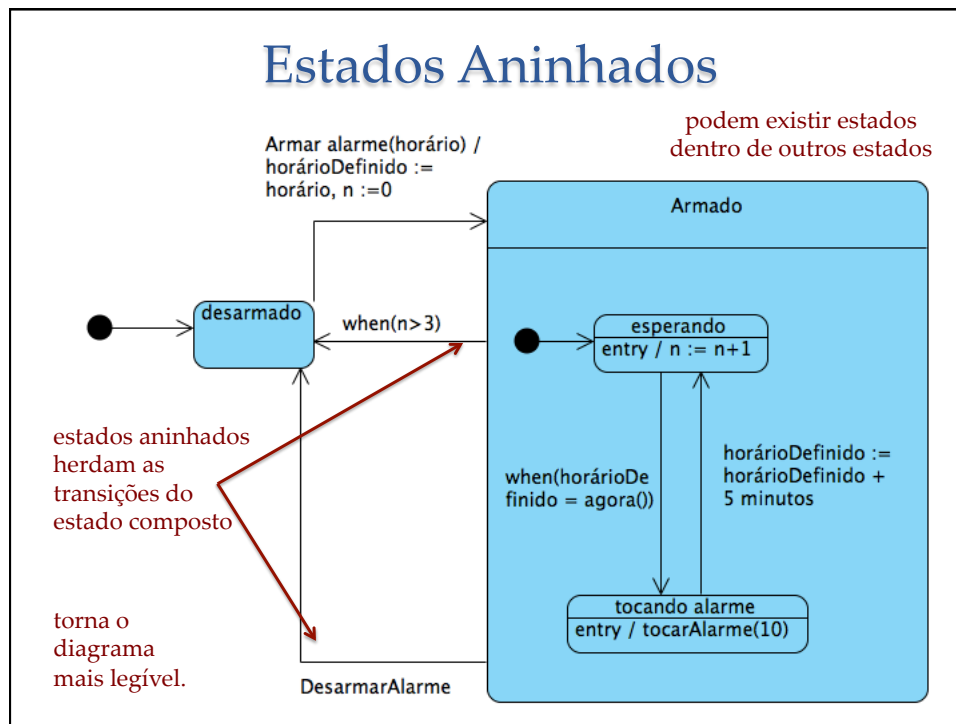 Estados Aninhados
podem existir estados
dentro de outros estados
Armar alarme(horário) /
horárioDefinido :=
horário, n :=0
Armado
desarmado
when(n>3)
esperando
entry / n := n+1
estados aninhados
herdam as
transições do
estado composto
when(horárioDe
finido = agora())
horárioDefinido :=
horárioDefinido +
5 minutos
tocando alarme
entry / tocarAlarme(10)
torna o
diagrama
mais legível.
DesarmarAlarme